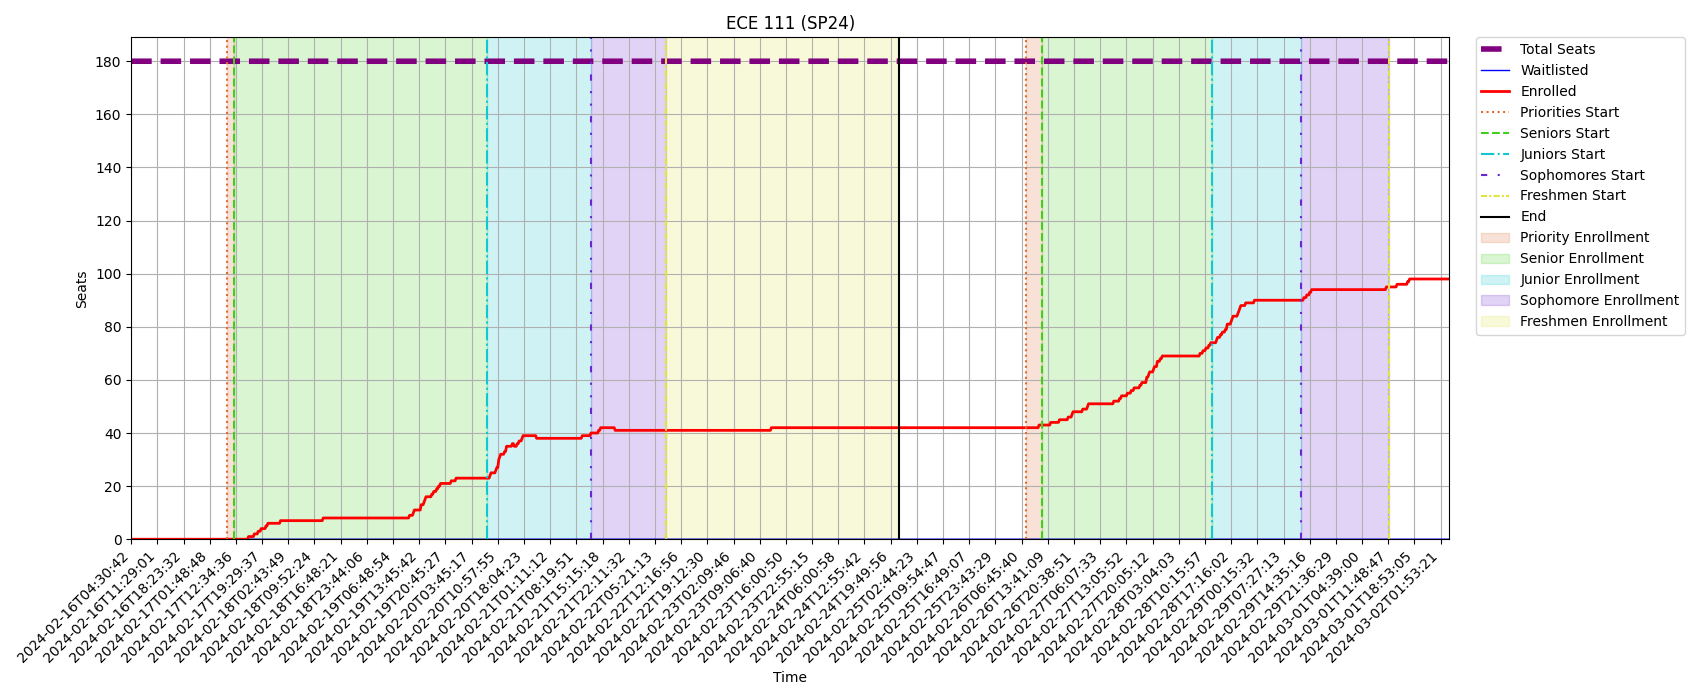 ECE 111 (SP24)
Seats
180
160
140
120
100
80
60
40
20
0
2024-02-16T04:30:42
2024-02-16T11:29:01
2024-02-16T18:23:32
2024-02-17T01:48:48
2024-02-17T12:34:36
2024-02-17T19:29:37
2024-02-18T02:43:49
2024-02-18T09:52:24
2024-02-18T16:48:21
2024-02-18T23:44:06
2024-02-19T06:48:54
2024-02-19T13:45:42
2024-02-19T20:45:27
2024-02-20T03:45:17
2024-02-20T10:57:55
2024-02-20T18:04:23
2024-02-21T01:11:12
2024-02-21T08:19:51
2024-02-21T15:15:18
2024-02-21T22:11:32
2024-02-22T05:21:13
2024-02-22T12:16:56
2024-02-22T19:12:30
2024-02-23T02:09:46
2024-02-23T09:06:40
2024-02-23T16:00:50
2024-02-23T22:55:15
2024-02-24T06:00:58
2024-02-24T12:55:42
2024-02-24T19:49:56
2024-02-25T02:44:23
2024-02-25T09:54:47
2024-02-25T16:49:07
2024-02-25T23:43:29
2024-02-26T06:45:40
2024-02-26T13:41:09
2024-02-26T20:38:51
2024-02-27T06:07:33
2024-02-27T13:05:52
2024-02-27T20:05:12
2024-02-28T03:04:03
2024-02-28T10:15:57
2024-02-28T17:16:02
2024-02-29T00:15:32
2024-02-29T07:27:13
2024-02-29T14:35:16
2024-02-29T21:36:29
2024-03-01T04:39:00
2024-03-01T11:48:47
2024-03-01T18:53:05
2024-03-02T01:53:21
Time
Total Seats
Waitlisted
Enrolled
Priorities Start
Seniors Start
Juniors Start
Sophomores Start
Freshmen Start
End
Priority Enrollment
Senior Enrollment
Junior Enrollment
Sophomore Enrollment
Freshmen Enrollment